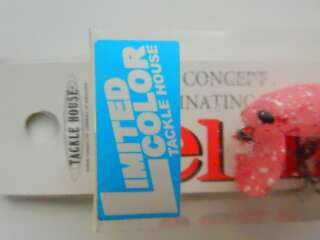 TACKLE HOUSE
LIMITED
COLOR
TACKLE HOUSE
CONCEPT
INATING
el